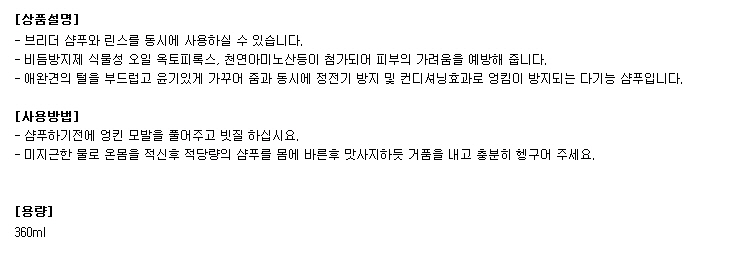 [상품설명]
- 브리더 샴푸와 린스를 동시에 사용하실 수 있습니다.
- 비듬방지제 식물성 오일 옥토피록스, 천연아미노산등이 첨가되어 피부의 가려움을 예방해 줍니다.
- 애완견의 털을 부드럽고 윤기있게 가꾸어 줌과 동시에 정전기 방지 및 컨디셔닝효과로 엉킴이 방지되는 다기능 샴푸입니다.
[사용방법]
- 샴푸하기전에 엉킨 모발을 풀어주고 빗질 하십시요.
- 미지근한 물로 온몸을 적신후 적당량의 샴푸를 몸에 바른후 맛사지하듯 거품을 내고 충분히 헹구어 주세요.
[용량]
360ml